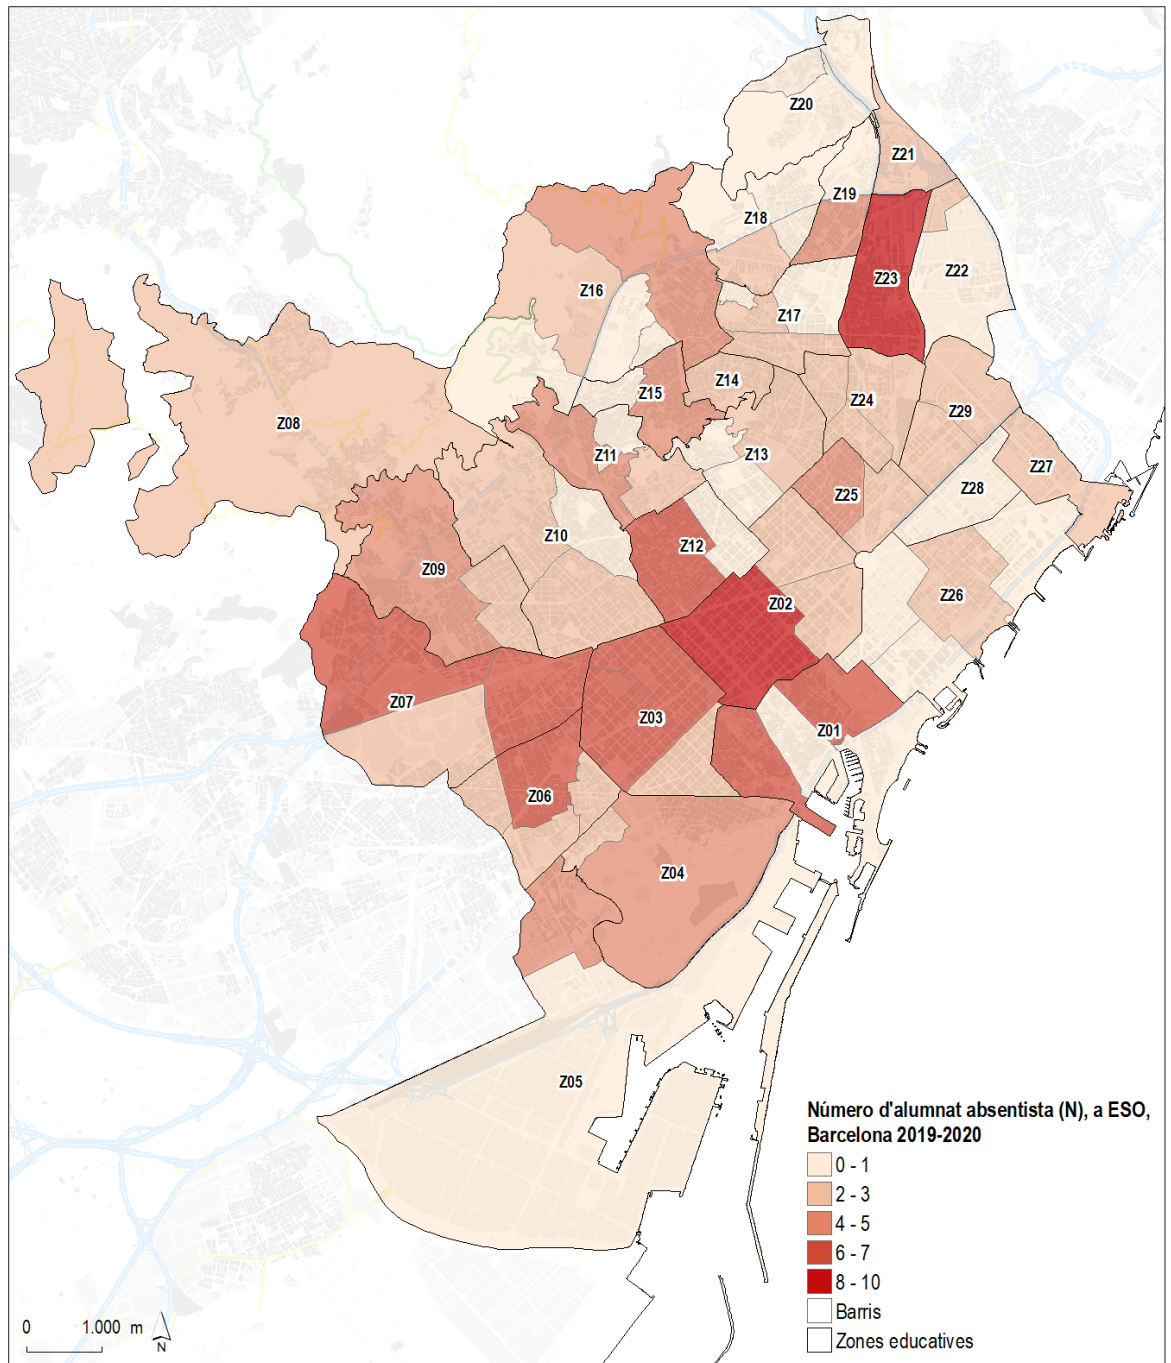 Z20
Z21
Z19
Z18
Z22
Z23
Z16
Z17
Z14
Z15
Z24
Z29
Z08
Z11
Z13
Z27
Z28
Z25
Z10
Z12
Z09
Z26
Z02
Z07
Z03
Z01
Z06
Z04
Z05
Número d'alumnat absentista (N), a ESO,
Barcelona 2019-2020
0 - 1
2 - 3
4 - 5
6 - 7
8 - 10
Barris
Zones educatives
0 1.000 m
N